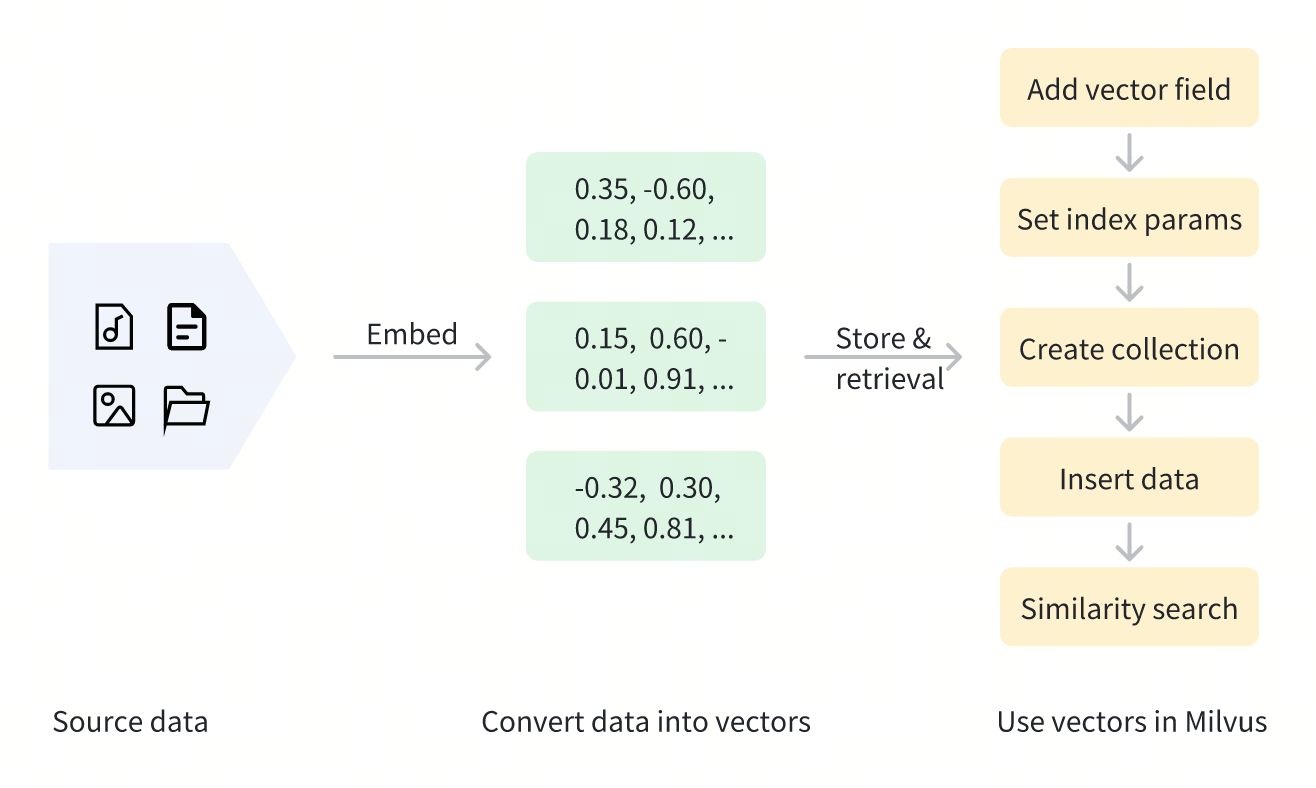 Add vector field
Set index params
Create collection
Insert data
Similarity search
Embed
0.35, -0.60,
0.18, 0.12, ...
0.15,  0.60, -
0.01, 0.91, ...
-0.32,  0.30,
0.45, 0.81, ...
Store &
retrieval
Source data
Convert data into vectors
Use vectors in Milvus